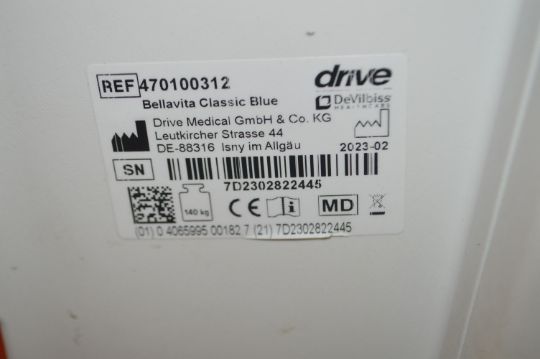 REF 470100312
drive
Bellavita Classic Blue
DeVilbiss
HEALTHCARE
Drive Medical GmbH & Co. KG
Leutkircher Strasse 44
DE-88316 Isny im Allgäu
2023-02
SN
7D2302822445
140 kg
CE
i
MD
(01) 0 4065995 00182 7 (21) 7D2302822445